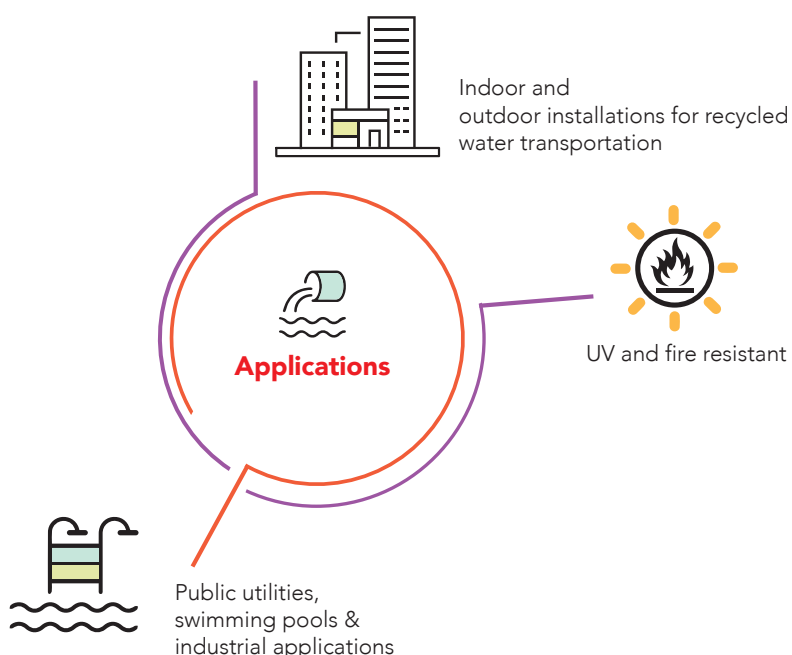 Indoor and
outdoor installations for recycled
water transportation
UV and fire resistant
Applications
Public utilities,
swimming pools &
industrial applications